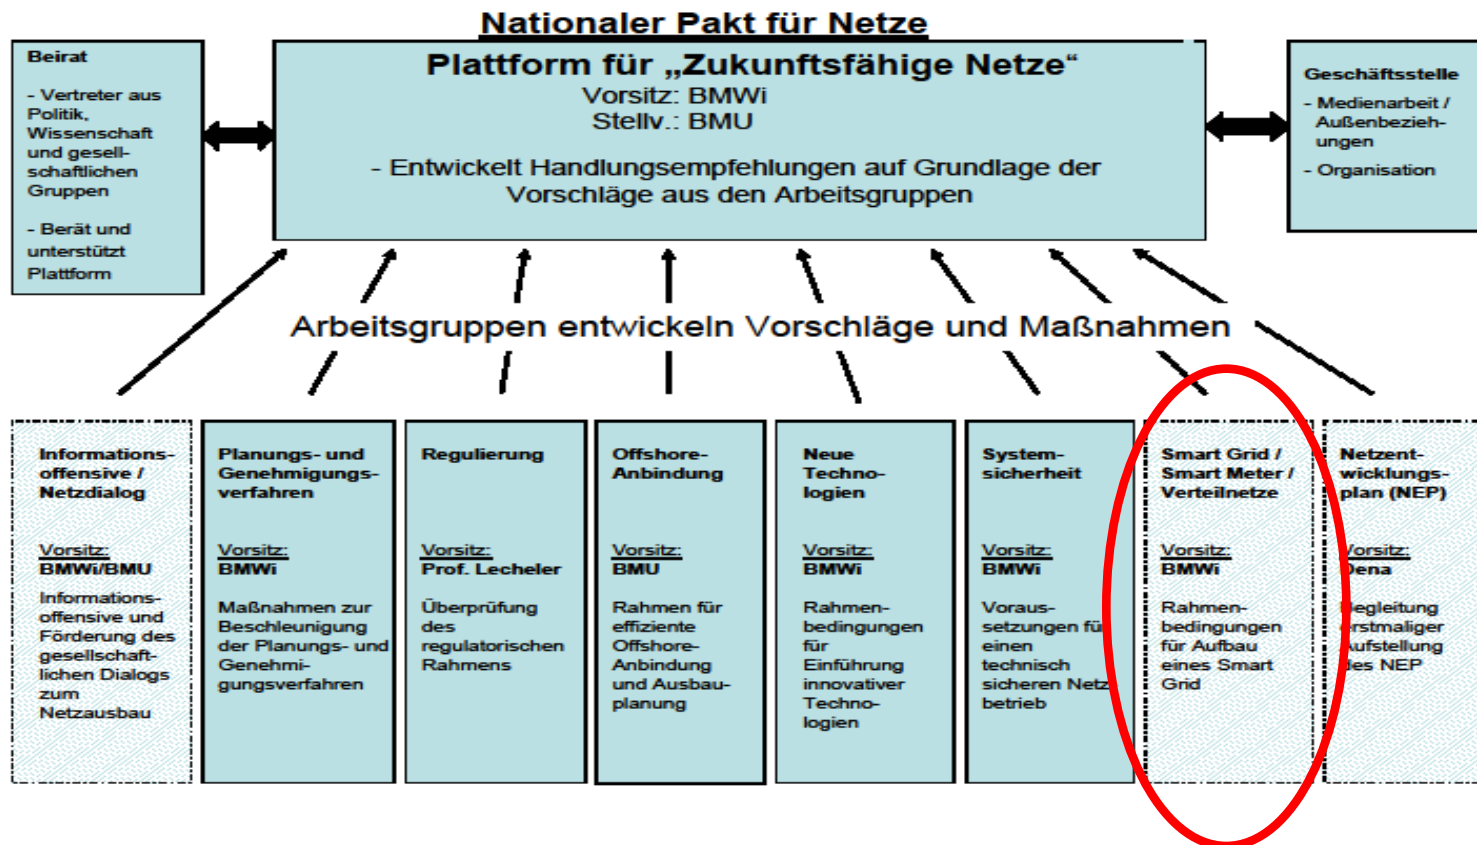 Nationaler Pakt für Netze
Beirat
- Vertreter aus
Politik,
Wissenschaft
und gesell-
schaftlichen
Gruppen
- Berät und
unterstützt
Plattform
Plattform für „Zukunftsfähige Netze“
Vorsitz: BMWi
Stellv.: BMU
- Entwickelt Handlungsempfehlungen auf Grundlage der
Vorschläge aus den Arbeitsgruppen
Geschäftsstelle
- Medienarbeit /
Außenbezieh-
ungen
- Organisation
Arbeitsgruppen entwickeln Vorschläge und Maßnahmen
Informations-
offensive /
Netzdialog
Vorsitz:
BMWi/BMU
Informations-
offensive und
Förderung des
gesellschaft-
lichen Dialogs
zum
Netzausbau
Planungs- und
Genehmigungs-
verfahren
Vorsitz:
BMWi
Maßnahmen zur
Beschleunigung
der Planungs- und
Genehmi-
gungsverfahren
Regulierung
Vorsitz:
Prof. Lecheler
Überprüfung
des
regulatorischen
Rahmens
Offshore-
Anbindung
Vorsitz:
BMU
Rahmen für
effiziente
Offshore-
Anbindung
und Ausbau-
planung
Neue
Techno-
logien
Vorsitz:
BMWi
Rahmen-
bedingungen
für
Einführung
innovativer
Techno-
logien
System-
sicherheit
Vorsitz:
BMWi
Voraus-
setzungen für
einen
technisch
sicheren Netz
betrieb
Smart Grid /
Smart Meter /
Verteilnetze
Vorsitz:
BMWi
Rahmen-
bedingungen
für Aufbau
eines Smart
Grid
Netzent-
wicklungs-
plan (NEP)
Vorsitz:
Dena
Begleitung
erstmaliger
Aufstellung
des NEP